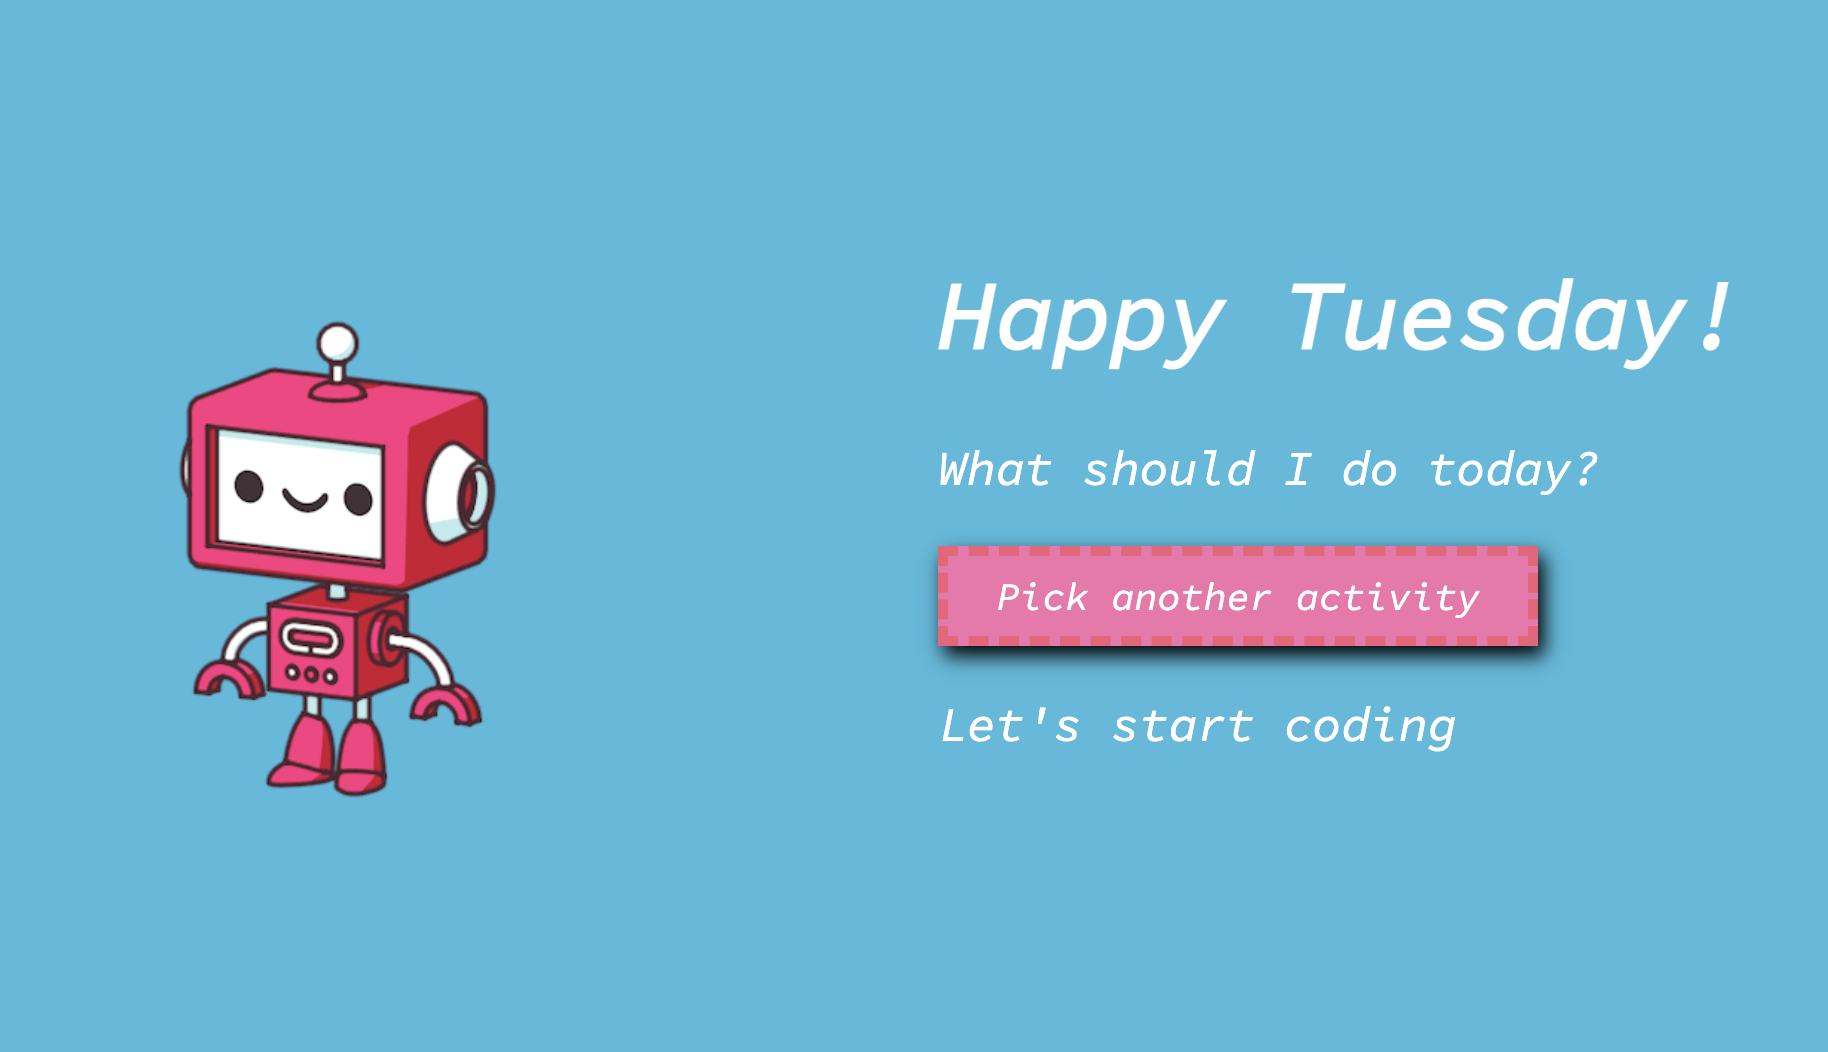 Happy Tuesday!
What should I do today?
Pick another activity
Let's start coding